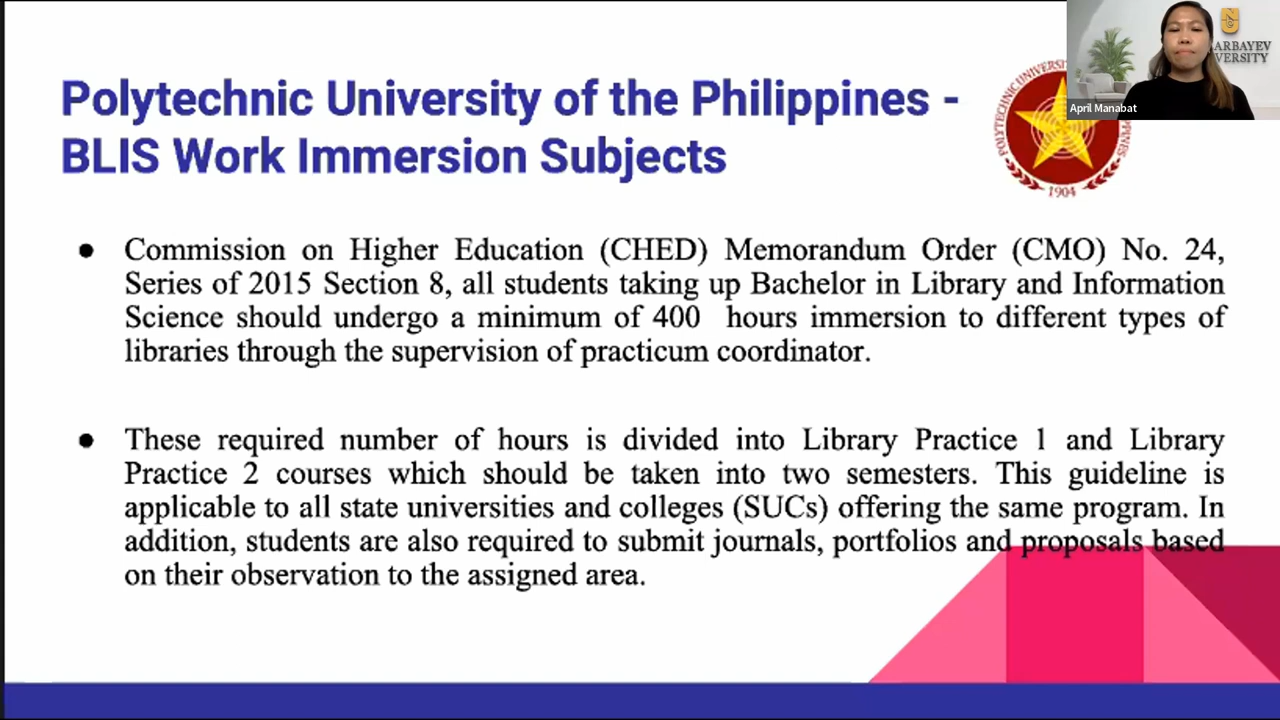 Polytechnic University of the Philippines -
BLIS Work Immersion Subjects
ARBAYEV
VERSITY
April Manabat
POLYTECHNIC UNIVERSI
PPINES
1904
● Commission on Higher Education (CHED) Memorandum Order (CMO) No. 24,
Series of 2015 Section 8, all students taking up Bachelor in Library and Information
Science should undergo a minimum of 400 hours immersion to different types of
libraries through the supervision of practicum coordinator.
● These required number of hours is divided into Library Practice 1 and Library
Practice 2 courses which should be taken into two semesters. This guideline is
applicable to all state universities and colleges (SUCs) offering the same program. In
addition, students are also required to submit journals, portfolios and proposals based
on their observation to the assigned area.